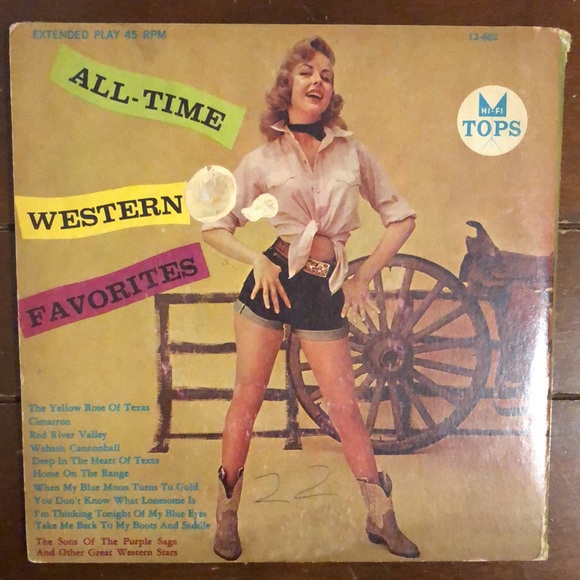 EXTENDED PLAY 45 RPM
12-602
ALL-TIME
HI-FI
TOPS
WESTERN
FAVORITES
The Yellow Rose Of Texas
Cimarron
Red River Valley
Wabash Cannonball
Deep In The Heart Of Texas
Home On The Range
When My Blue Moon Turns To Gold
You Don't Know What Lonesome Is
I'm Thinking Tonight Of My Blue Eyes
Take Me Back To My Boots And Saddle
The Sons Of The Purple Sage
And Other Great Western Stars
22